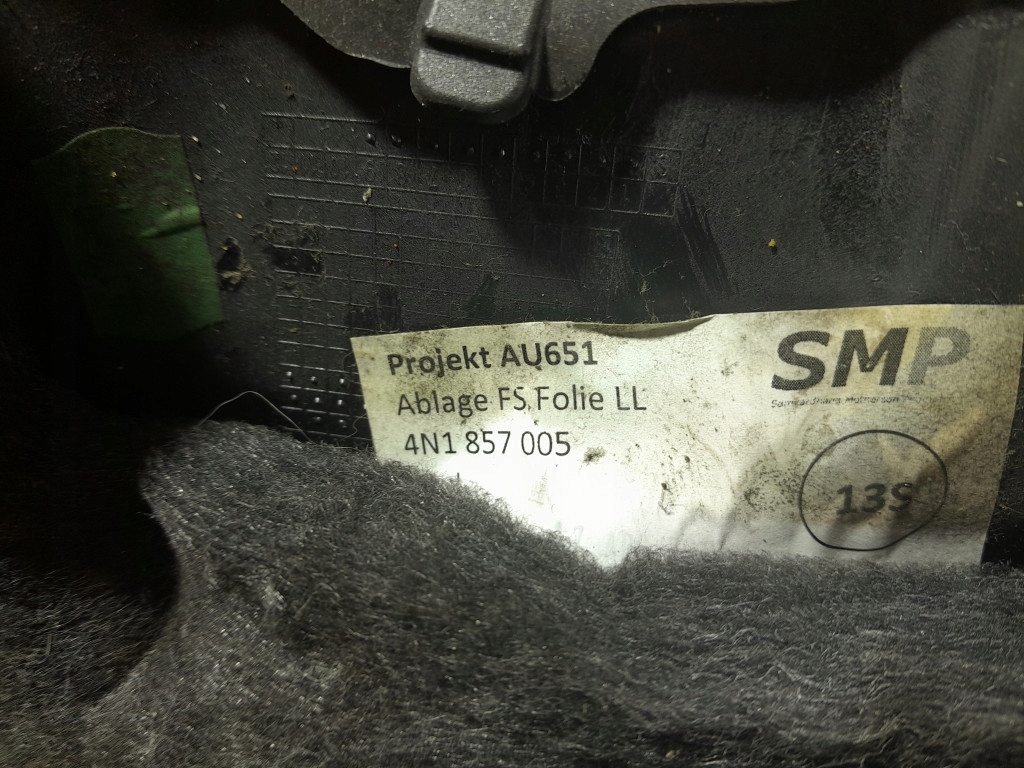 Projekt AU651
Ablage FS Folie LL
4N1 857 005
SMP
13S